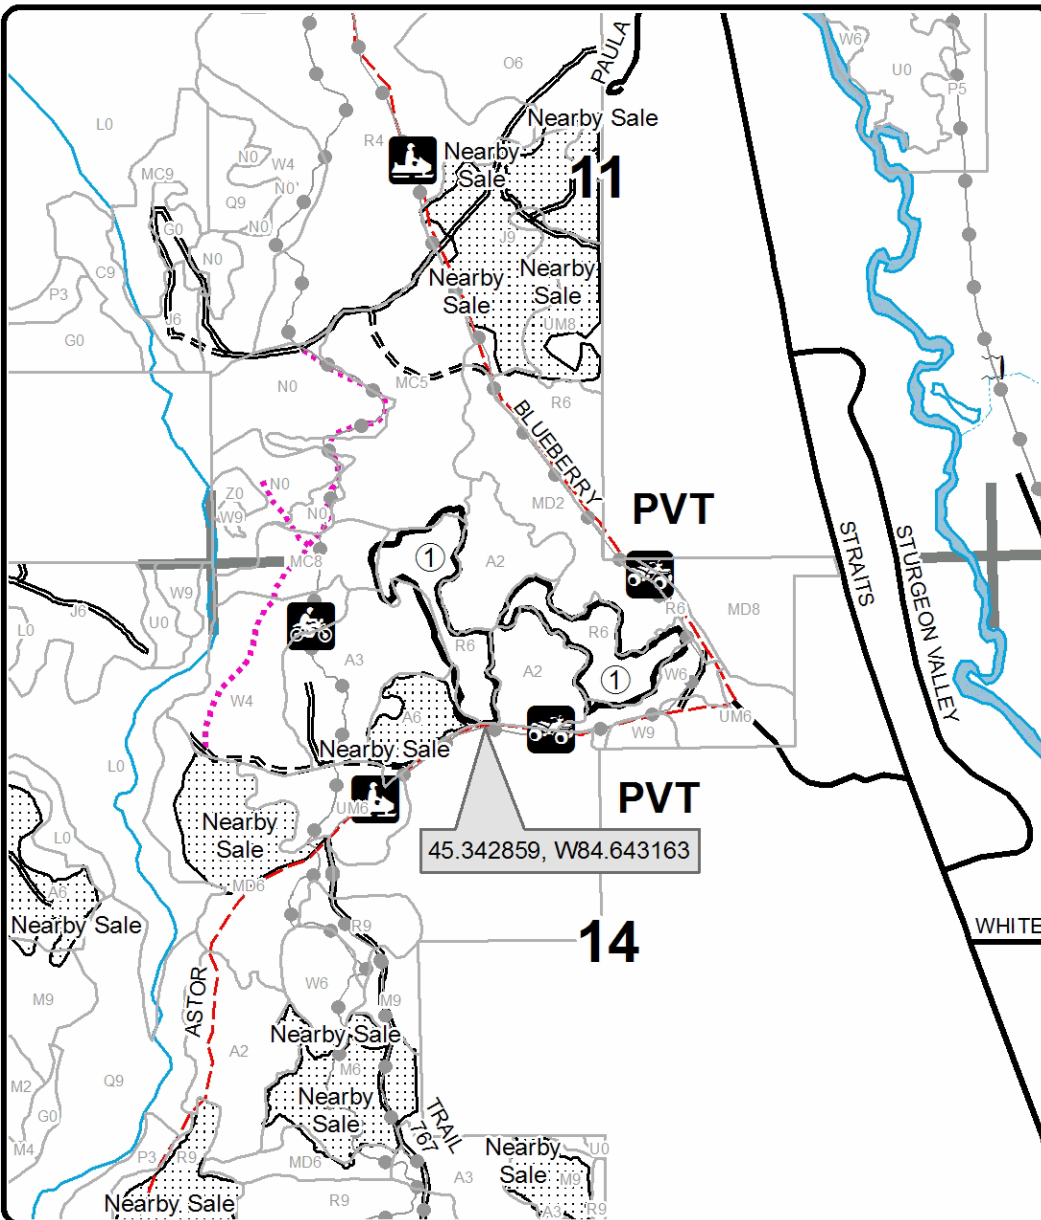 PAULA
W6
O6
U0
P5
Nearby Sale
L0
R4
N0
W4
Nearby
Sale
11
MC9
N0
Q9
N0
G0
J9
N0
C9
Nearby
Sale
Nearby
Sale
P3
J6
UM8
G0
N0
MC5
R6
BLUEBERRY
N0
Z0
W9
N0
MD2
PVT
STRAITS
STURGEON VALLEY
1
A2
MC8
W9
J6
U0
L0
R6
MD8
R6
R6
A3
A2
1
W6
W4
A6
UM6
W9
Nearby Sale
L0
UM6
PVT
Nearby
Sale
L0
45.342859, W84.643163
MD6
A6
Nearby Sale
R9
14
WHITE
ASTOR
W6
M9
M9
Nearby Sale
A2
M6
Q9
M2
Nearby
Sale
G0
TRAIL
767
M4
P3
R9
MD6
A3
Nearby
Sale
U0
M9
R9
Nearby Sale
A3
R9